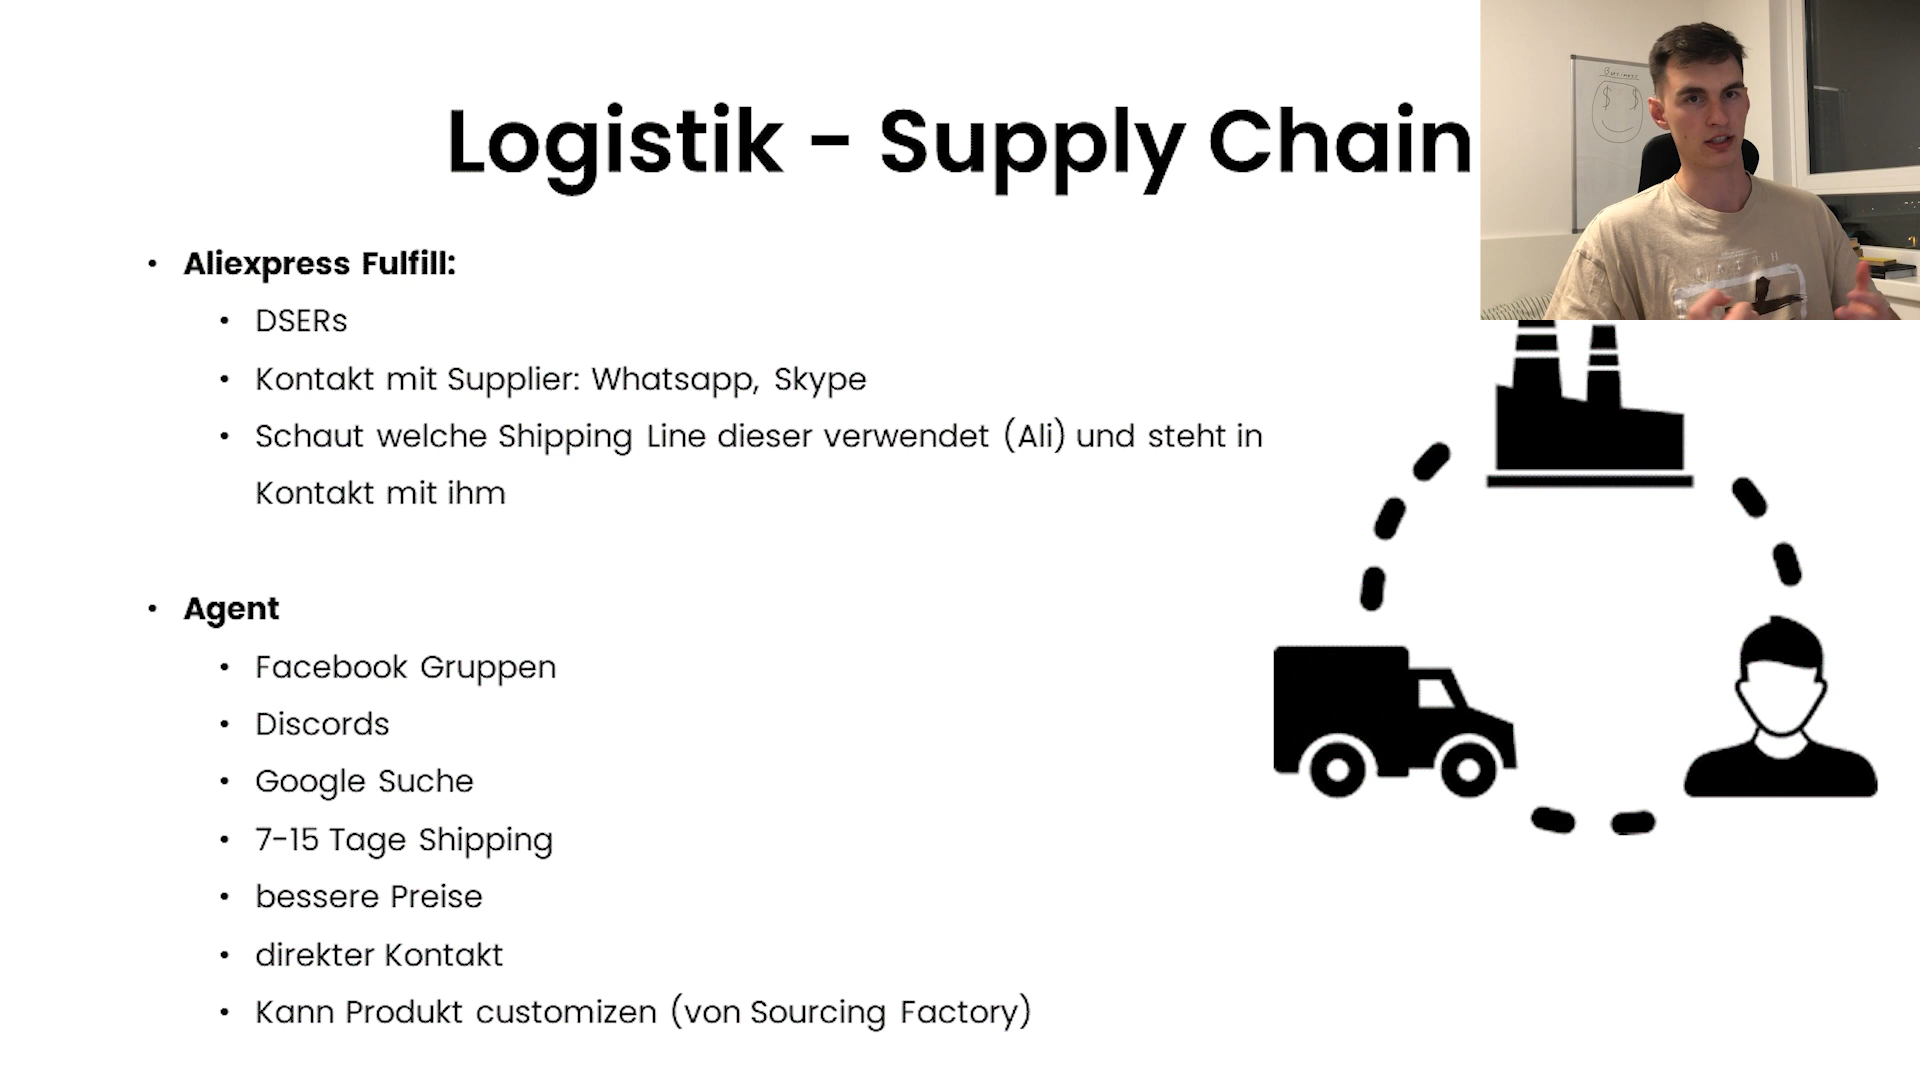 Logistik - Supply Chain
Business
$ $
• Aliexpress Fulfill:
• DSERs
• Kontakt mit Supplier: Whatsapp, Skype
• Schaut welche Shipping Line dieser verwendet (Ali) und steht in
Kontakt mit ihm
• Agent
• Facebook Gruppen
• Discords
• Google Suche
• 7-15 Tage Shipping
• bessere Preise
• direkter Kontakt
• Kann Produkt customizen (von Sourcing Factory)